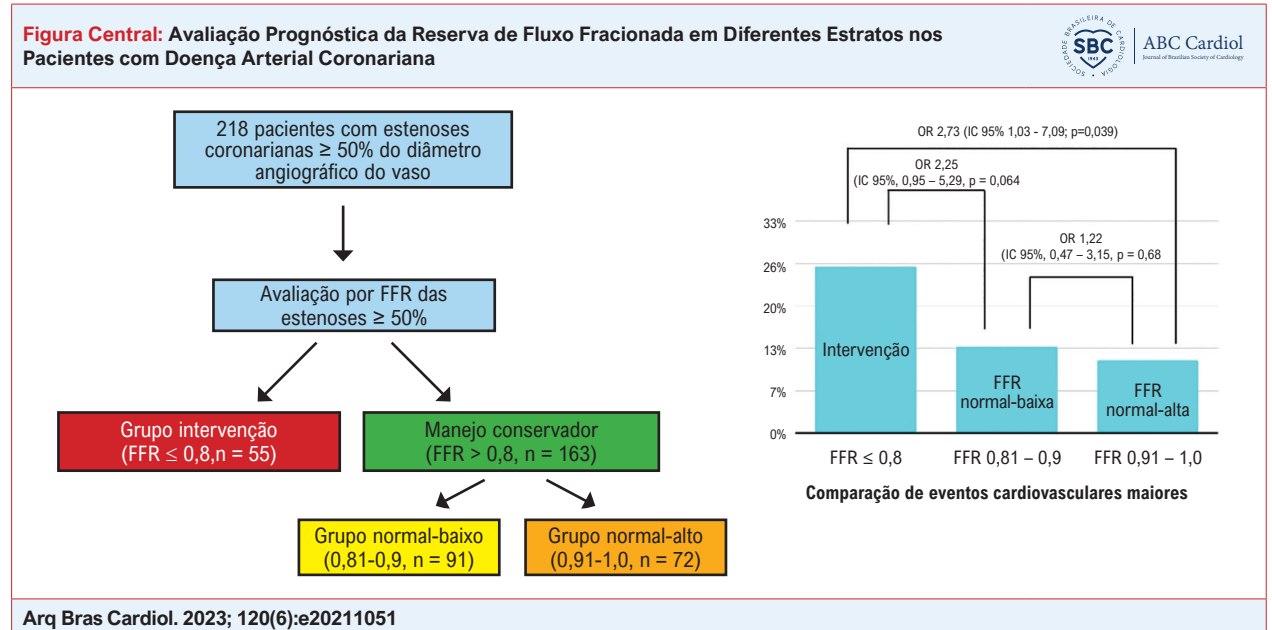 Figura Central: Avaliação Prognóstica da Reserva de Fluxo Fracionada em Diferentes Estratos nos
Pacientes com Doença Arterial Coronariana
SOCIEDADE BRASILEIRA DE CARDIOLOGIA
SBC
1943
ABC Cardiol
Journal of Brazilian Society of Cardiology
218 pacientes com estenoses
coronarianas ≥ 50% do diâmetro
angiográfico do vaso
Avaliação por FFR das
estenoses ≥ 50%
Grupo intervenção
(FFR ≤ 0,8,n = 55)
Manejo conservador
(FFR > 0,8, n = 163)
Grupo normal-baixo
(0,81-0,9, n = 91)
Grupo normal-alto
(0,91-1,0, n = 72)
OR 2,73 (IC 95% 1,03 - 7,09; p=0,039)
OR 2,25
(IC 95%, 0,95 – 5,29, p = 0,064
OR 1,22
(IC 95%, 0,47 – 3,15, p = 0,68
33%
26%
20%
13%
7%
0%
Intervenção
FFR
normal-baixa
FFR
normal-alta
FFR ≤ 0,8
FFR 0,81 – 0,9
FFR 0,91 – 1,0
Comparação de eventos cardiovasculares maiores
Arq Bras Cardiol. 2023; 120(6):e20211051